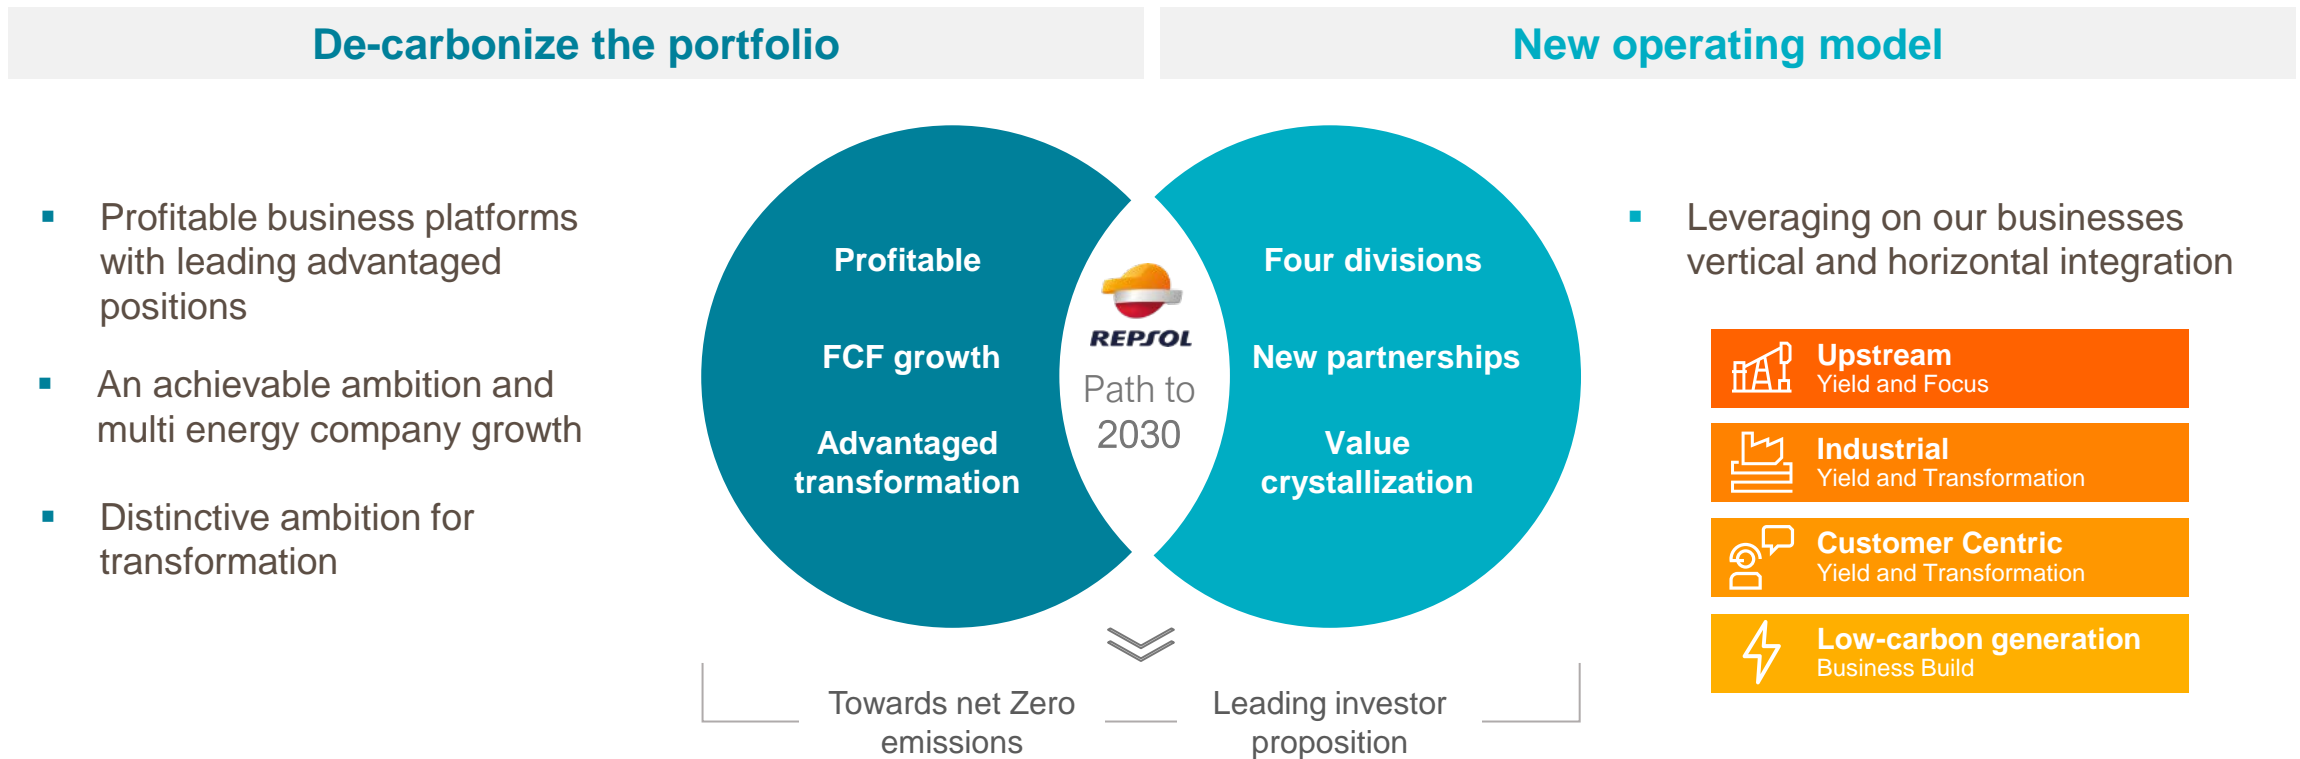 De-carbonize the portfolio
New operating model
Profitable business platforms
with leading advantaged
positions
An achievable ambition and
multi energy company growth
Distinctive ambition for
transformation
Profitable
FCF growth
Advantaged
transformation
REPSOL
Path to
2030
Four divisions
New partnerships
Value
crystallization
Towards net Zero
emissions
Leading investor
proposition
Leveraging on our businesses
vertical and horizontal integration
Upstream
Yield and Focus
Industrial
Yield and Transformation
Customer Centric
Yield and Transformation
Low-carbon generation
Business Build